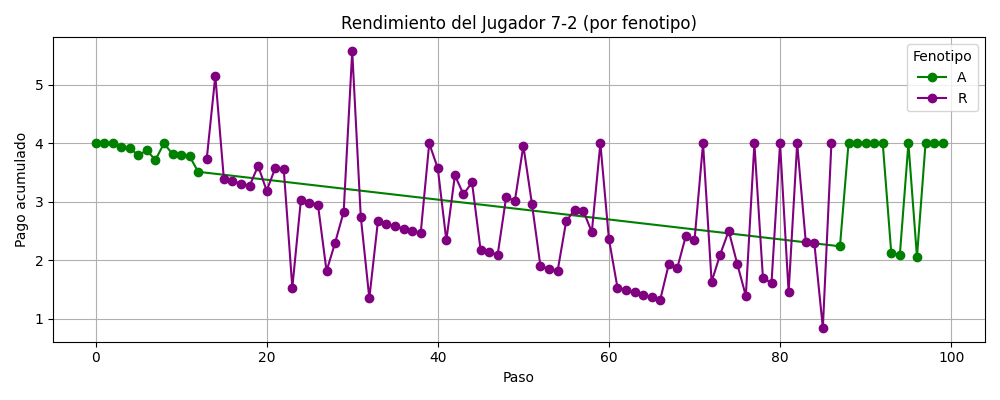 Rendimiento del Jugador 7-2 (por fenotipo)
Pago acumulado
5
4
3
2
1
0
20
40
60
80
100
Paso
Fenotipo
A
R